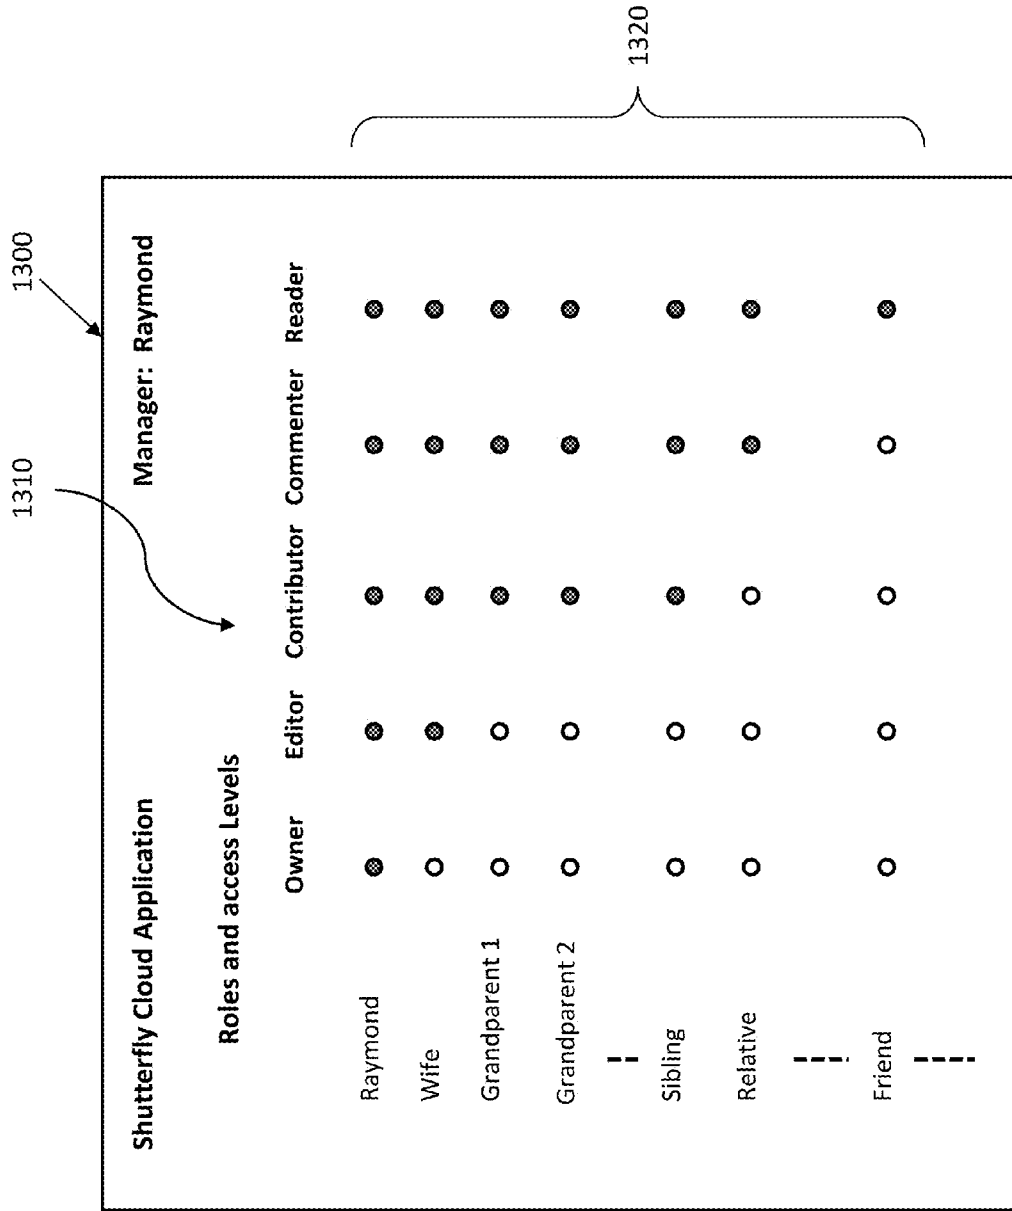 1300
1310
Shutterfly Cloud Application Manager: Raymond
Roles and access Levels
Owner Editor Contributor Commenter Reader
Raymond
Wife
Grandparent 1
Grandparent 2
Sibling
Relative
Friend
1320